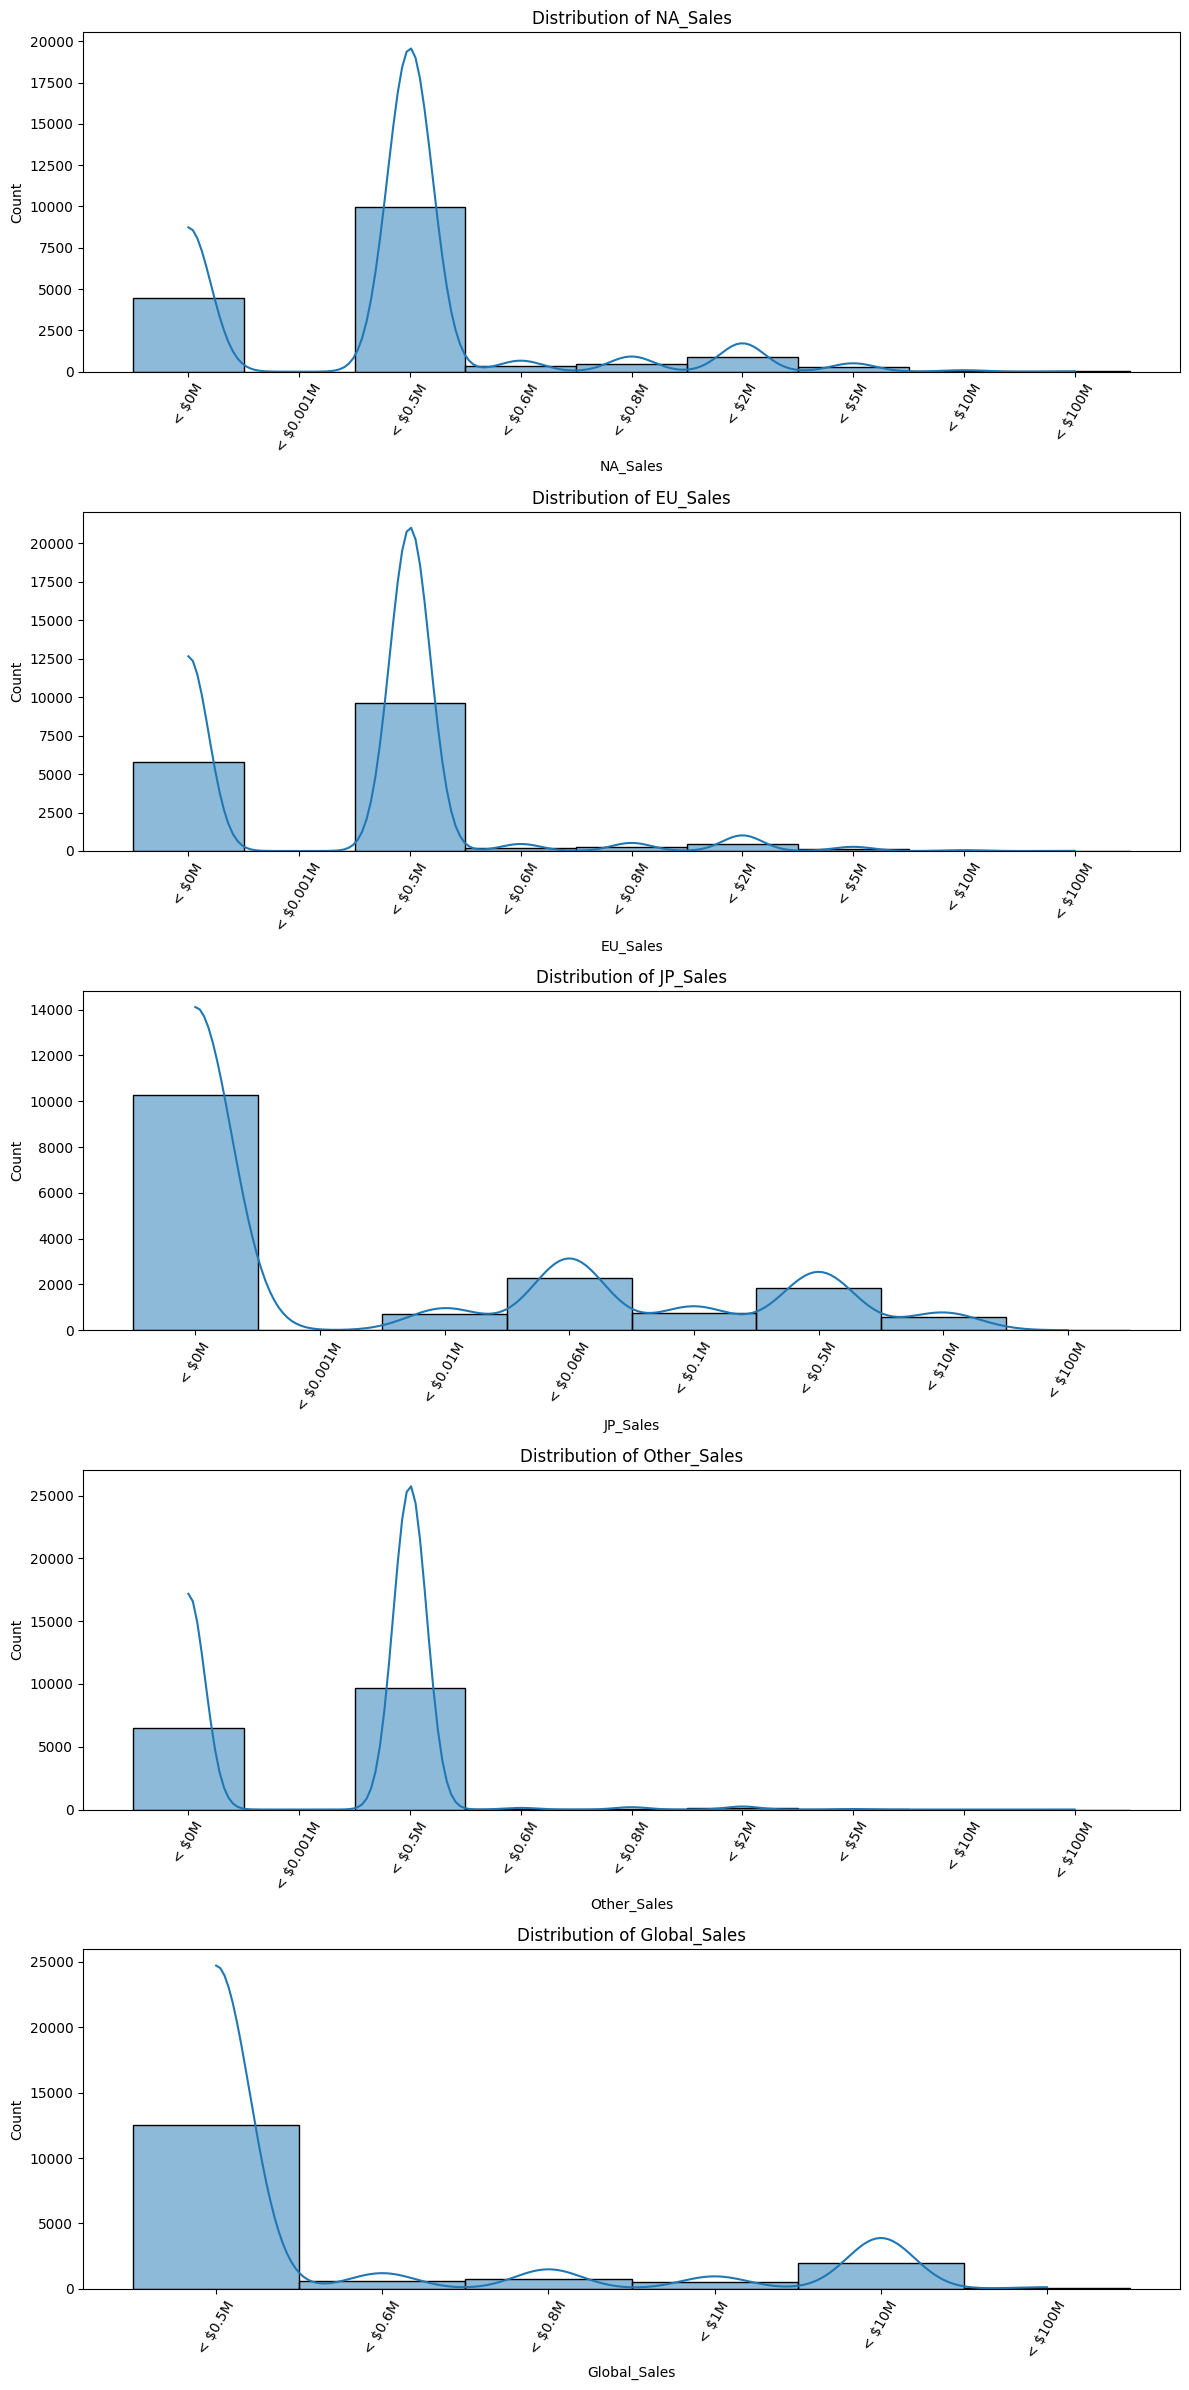 Distribution of NA_Sales
20000
17500
15000
12500
10000
7500
5000
2500
0
Count
< $0M
< $0.001M
< $0.5M
< $0.6M
< $0.8M
< $2M
< $5M
< $10M
< $100M
NA_Sales
Distribution of EU_Sales
20000
17500
15000
12500
10000
7500
5000
2500
0
Count
< $0M
< $0.001M
< $0.5M
< $0.6M
< $0.8M
< $2M
< $5M
< $10M
< $100M
EU_Sales
Distribution of JP_Sales
14000
12000
10000
8000
6000
4000
2000
0
Count
< $0M
< $0.001M
< $0.01M
< $0.06M
< $0.1M
< $0.5M
< $10M
< $100M
JP_Sales
Distribution of Other_Sales
25000
20000
15000
10000
5000
0
Count
< $0M
< $0.001M
< $0.5M
< $0.6M
< $0.8M
< $2M
< $5M
< $10M
< $100M
Other_Sales
Distribution of Global_Sales
25000
20000
15000
10000
5000
0
Count
< $0.5M
< $0.6M
< $0.8M
< $1M
< $10M
< $100M
Global_Sales